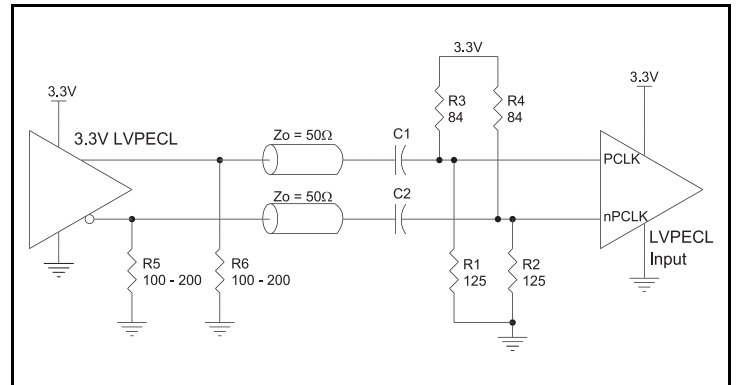 3.3V
3.3V
3.3V
R3
84
R4
84
3.3V LVPECL
Zo = 50Ω
C1
PCLK
Zo = 50Ω
C2
nPCLK
LVPECL
Input
R5
100 - 200
R6
100 - 200
R1
125
R2
125